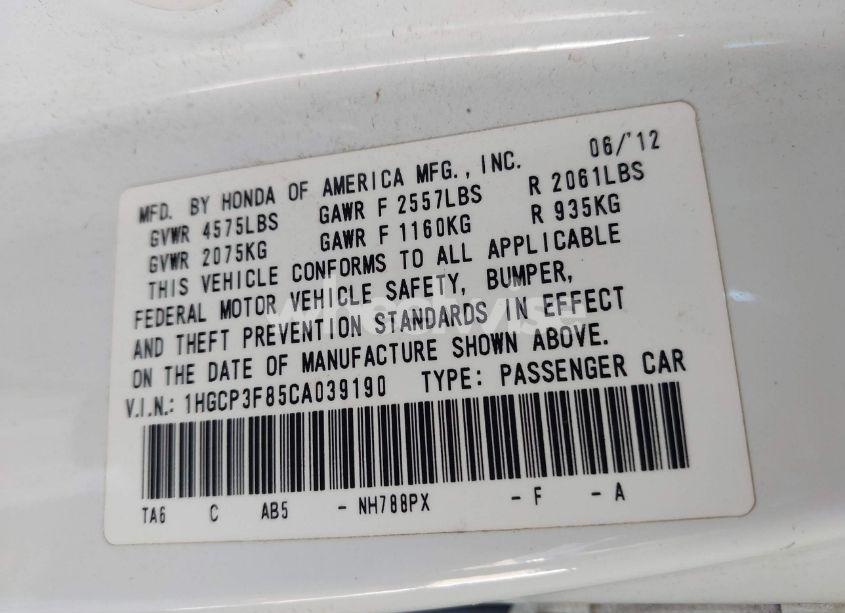 MFD. BY HONDA OF AMERICA MFG., INC. 06/'12
GVWR 4575LBS GAWR F 2557LBS R 2061LBS
GVWR 2075KG GAWR F 1160KG R 935KG
THIS VEHICLE CONFORMS TO ALL APPLICABLE
FEDERAL MOTOR VEHICLE SAFETY, BUMPER,
AND THEFT PREVENTION STANDARDS IN EFFECT
ON THE DATE OF MANUFACTURE SHOWN ABOVE.
V.I.N.: 1HGCP3F85CA039190 TYPE: PASSENGER CAR
TA6 C AB5 - NH788PX - F - A